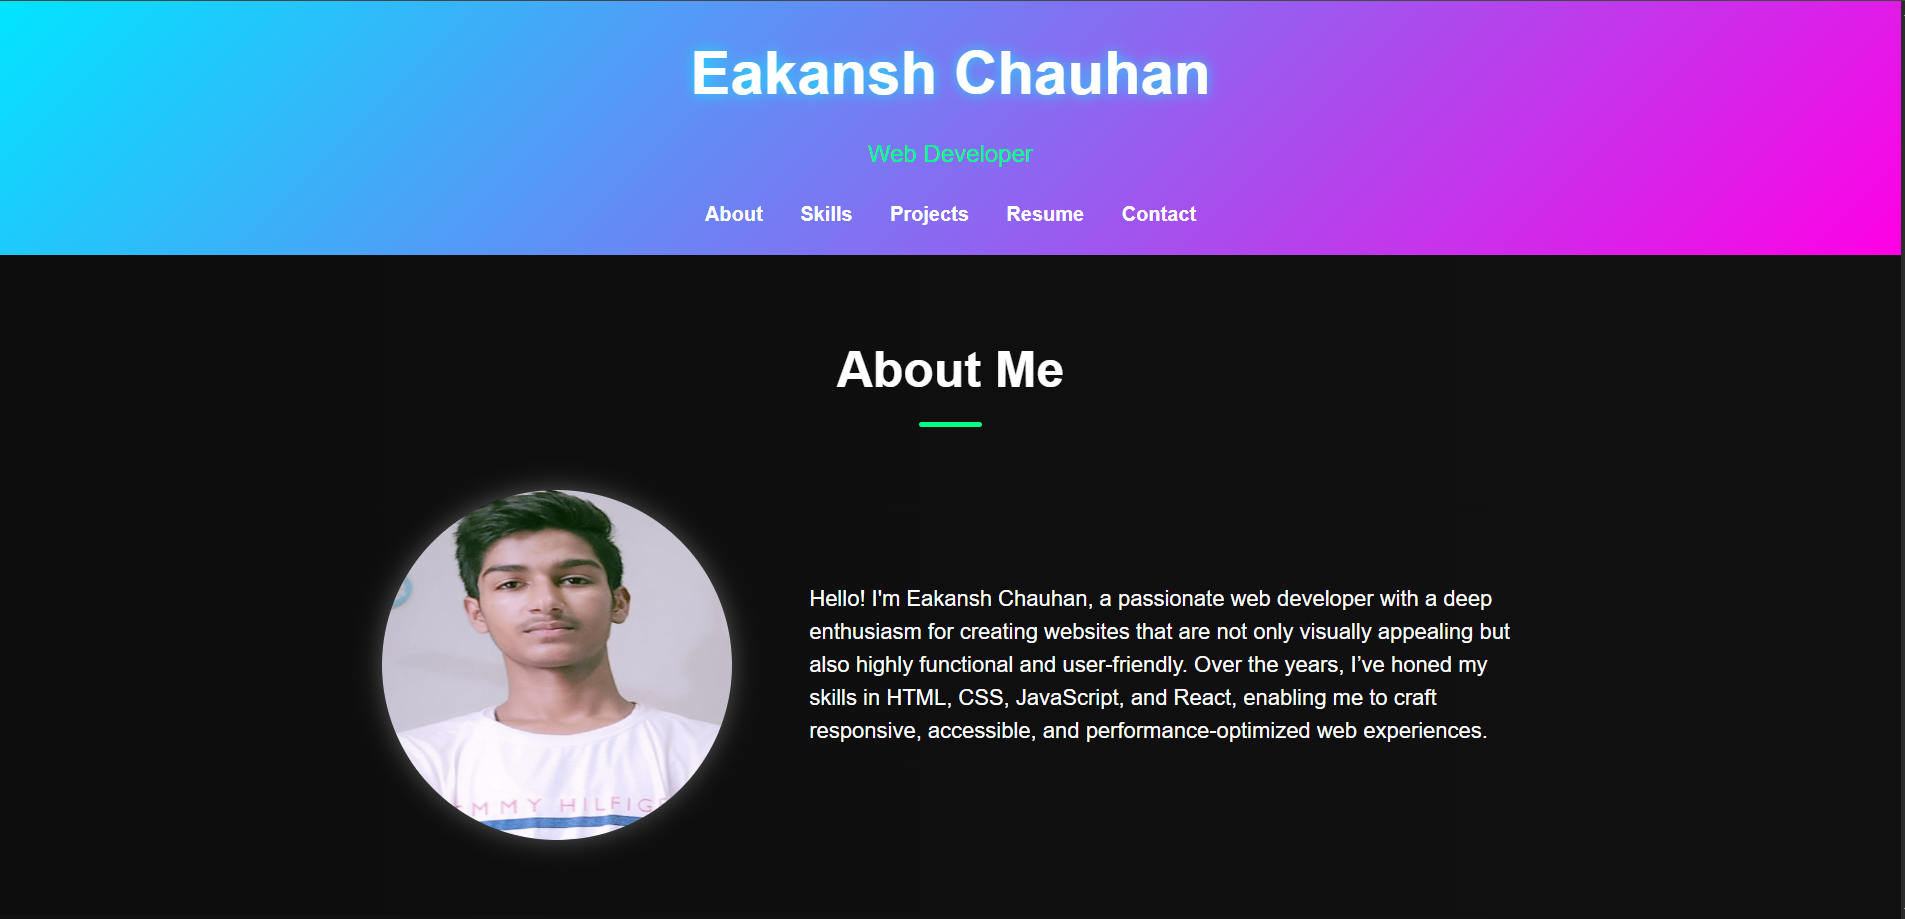 Eakansh Chauhan
Web Developer
About Skills Projects Resume Contact
About Me
Hello! I'm Eakansh Chauhan, a passionate web developer with a deep
enthusiasm for creating websites that are not only visually appealing but
also highly functional and user-friendly. Over the years, I’ve honed my
skills in HTML, CSS, JavaScript, and React, enabling me to craft
responsive, accessible, and performance-optimized web experiences.
MMY HILFIG